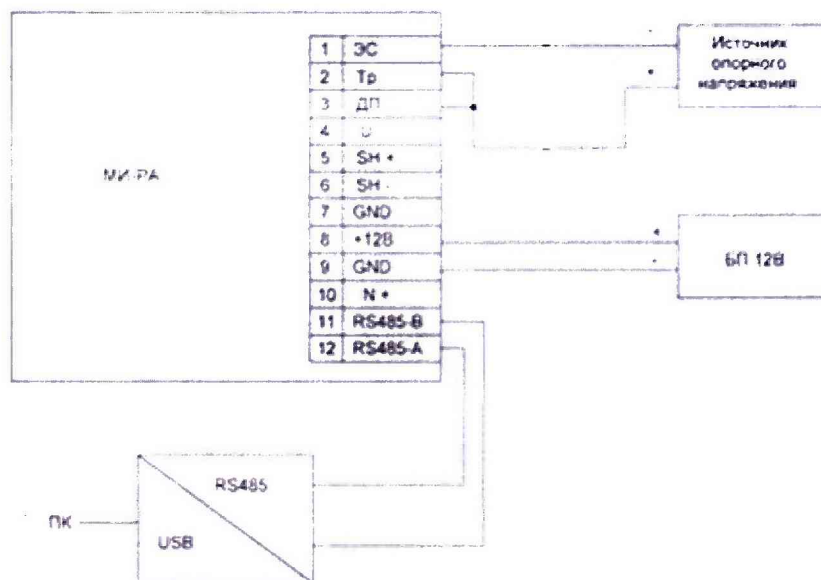 МИ-РА
1 ЭС
2 Тр
3 ДП
4
5 SH +
6 SH -
7 GND
8 +12В
9 GND
10 N +
11 RS485-B
12 RS485-A
Источник
опорного
напряжения
+
-
БП 12В
RS485
USB
ПК